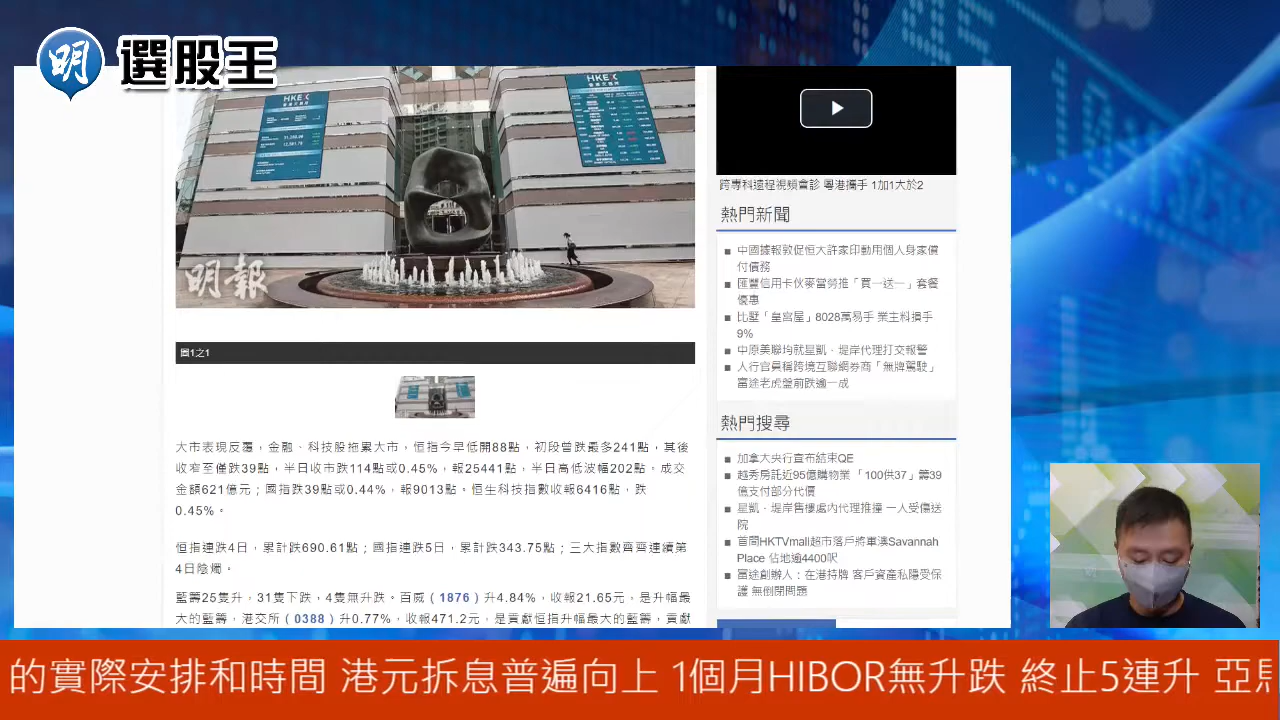 明 選股王
HKEX
HKEX
明報
圖1之1
大市表現反覆，金融、科技股拖累大市，恒指今早低開88點，初段曾跌最多241點，其後
收窄至僅跌39點，半日收市跌114點或0.45%，報25441點，半日高低波幅202點。成交
金額621億元；國指跌39點或0.44%，報9013點。恒生科技指數收報6416點，跌
0.45%。
恒指連跌4日，累計跌690.61點；國指連跌5日，累計跌343.75點；三大指數齊齊連續第
4日陰燭。
藍籌25隻升，31隻下跌，4隻無升跌。百威（1876）升4.84%，收報21.65元，是升幅最
大的藍籌，港交所（0388）升0.77%，收報471.2元，是貢獻恒指升幅最大的藍籌，貢獻
跨專科遠程視頻會診 粵港攜手 1加1大於2
熱門新聞
中國據報敦促恒大許家印動用個人身家償
付債務
匯豐信用卡伙麥當勞推「買一送一」套餐
優惠
比墅「皇宮屋」8028萬易手 業主料損手
9%
中原美聯均就星凱．堤岸代理打交報警
人行官員稱跨境互聯網券商「無牌駕駛」
富途老虎盤前跌逾一成
熱門搜尋
加拿大央行宣布結束QE
越秀房託近95億購物業 「100供37」籌39
億支付部分代價
星凱．堤岸售樓處內代理推撞 一人受傷送
院
首間HKTVmall超市落戶將軍澳Savannah
Place 佔地逾4400呎
富途創辦人：在港持牌 客戶資產私隱受保
護 無倒閉問題
的實際安排和時間 港元拆息普遍向上 1個月HIBOR無升跌 終止5連升 亞